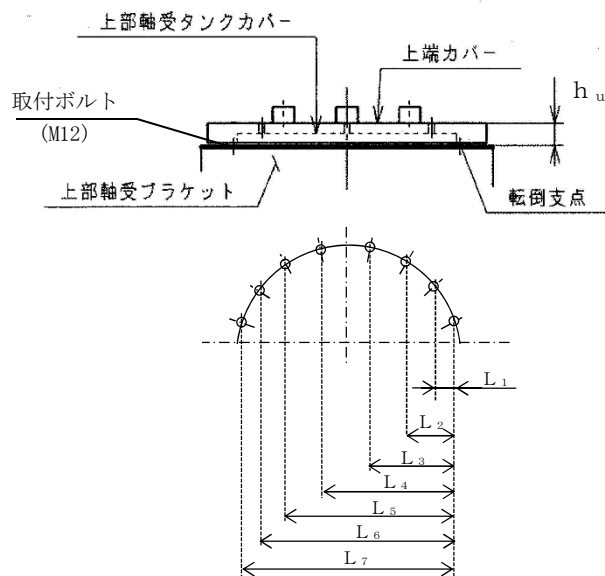 上部軸受タンクカバー
上端カバー
h u
取付ボルト
(M12)
上部軸受ブラケット
転倒支点
L 1
L 2
L 3
L 4
L 5
L 6
L 7